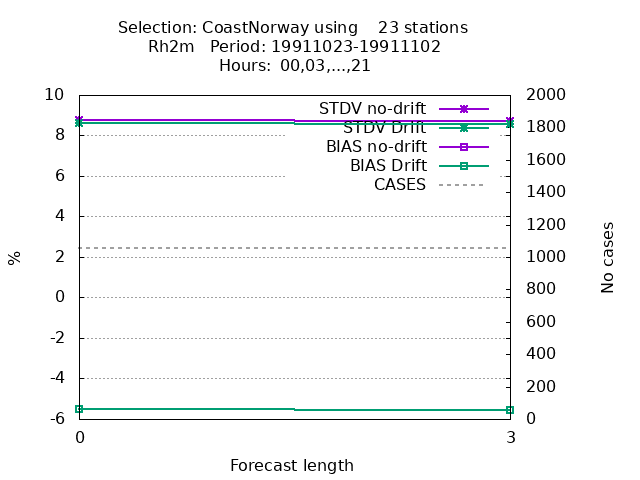 Selection: CoastNorway using 23 stations
Rh2m Period: 19911023-19911102
Hours: 00,03,...,21
10
8
6
4
2
0
-2
-4
-6
%
STDV no-drift
STDV Drift
BIAS no-drift
BIAS Drift
CASES
2000
1800
1600
1400
1200
1000
800
600
400
200
0
No cases
0 3
Forecast length